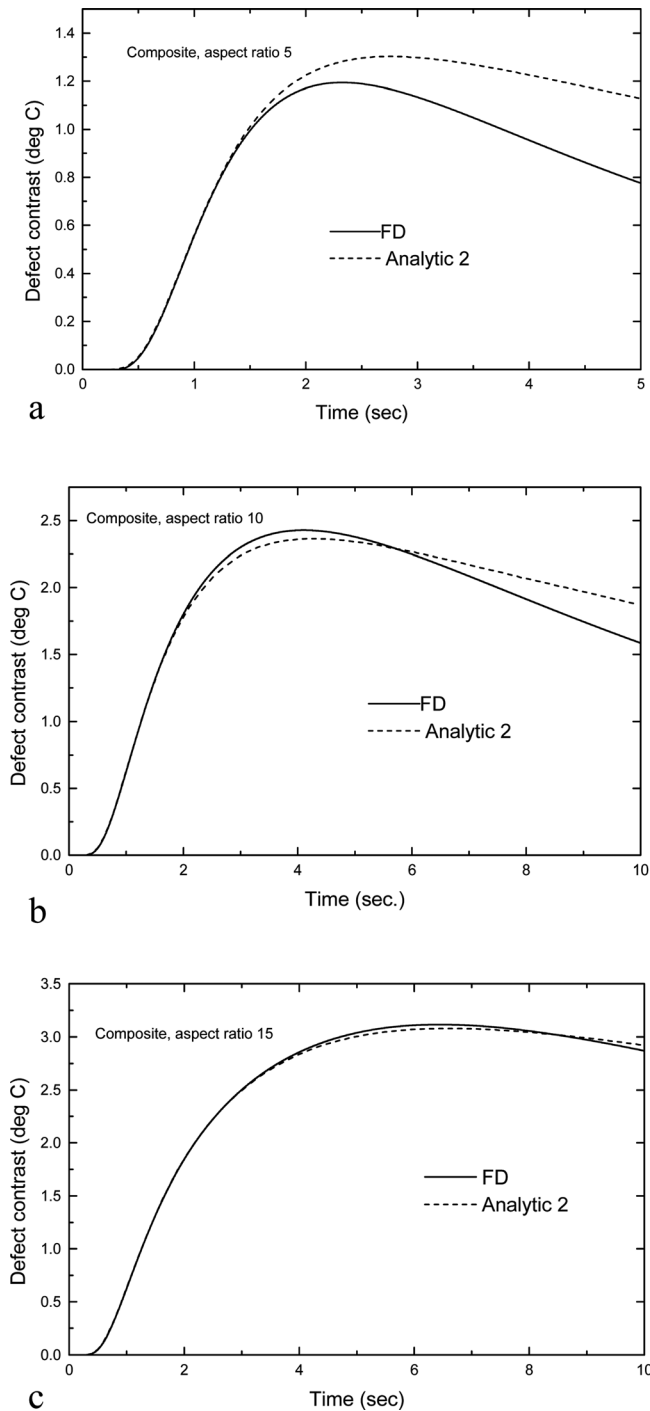 1.4
Composite, aspect ratio 5
1.2
1.0
0.8
0.6
0.4
0.2
0.0
Defect contrast (deg C)
FD
Analytic 2
0 1 2 3 4 5
Time (sec)
a
2.5
Composite, aspect ratio 10
2.0
1.5
1.0
0.5
0.0
Defect contrast (deg C)
FD
Analytic 2
0 2 4 6 8 10
Time (sec.)
b
3.5
3.0
Composite, aspect ratio 15
2.5
2.0
1.5
1.0
0.5
0.0
Defect contrast (deg C)
FD
Analytic 2
0 2 4 6 8 10
Time (sec)
c